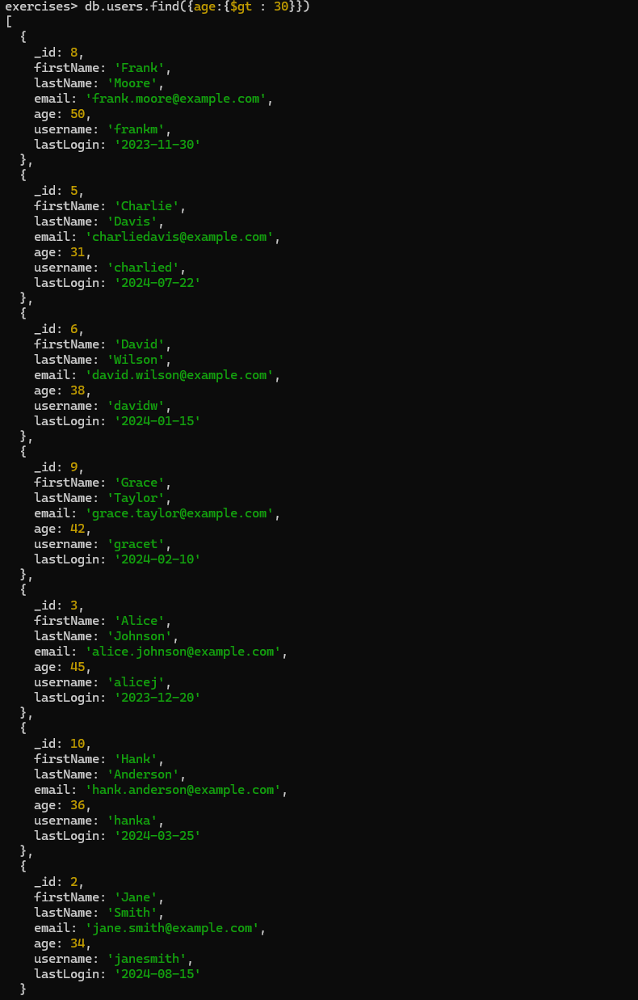 exercises> db.users.find({age:{$gt : 30}})
[
  {
    _id: 8,
    firstName: 'Frank',
    lastName: 'Moore',
    email: 'frank.moore@example.com',
    age: 50,
    username: 'frankm',
    lastLogin: '2023-11-30'
  },
  {
    _id: 5,
    firstName: 'Charlie',
    lastName: 'Davis',
    email: 'charliedavis@example.com',
    age: 31,
    username: 'charlied',
    lastLogin: '2024-07-22'
  },
  {
    _id: 6,
    firstName: 'David',
    lastName: 'Wilson',
    email: 'david.wilson@example.com',
    age: 38,
    username: 'davidw',
    lastLogin: '2024-01-15'
  },
  {
    _id: 9,
    firstName: 'Grace',
    lastName: 'Taylor',
    email: 'grace.taylor@example.com',
    age: 42,
    username: 'gracet',
    lastLogin: '2024-02-10'
  },
  {
    _id: 3,
    firstName: 'Alice',
    lastName: 'Johnson',
    email: 'alice.johnson@example.com',
    age: 45,
    username: 'alicej',
    lastLogin: '2023-12-20'
  },
  {
    _id: 10,
    firstName: 'Hank',
    lastName: 'Anderson',
    email: 'hank.anderson@example.com',
    age: 36,
    username: 'hanka',
    lastLogin: '2024-03-25'
  },
  {
    _id: 2,
    firstName: 'Jane',
    lastName: 'Smith',
    email: 'jane.smith@example.com',
    age: 34,
    username: 'janesmith',
    lastLogin: '2024-08-15'
  }